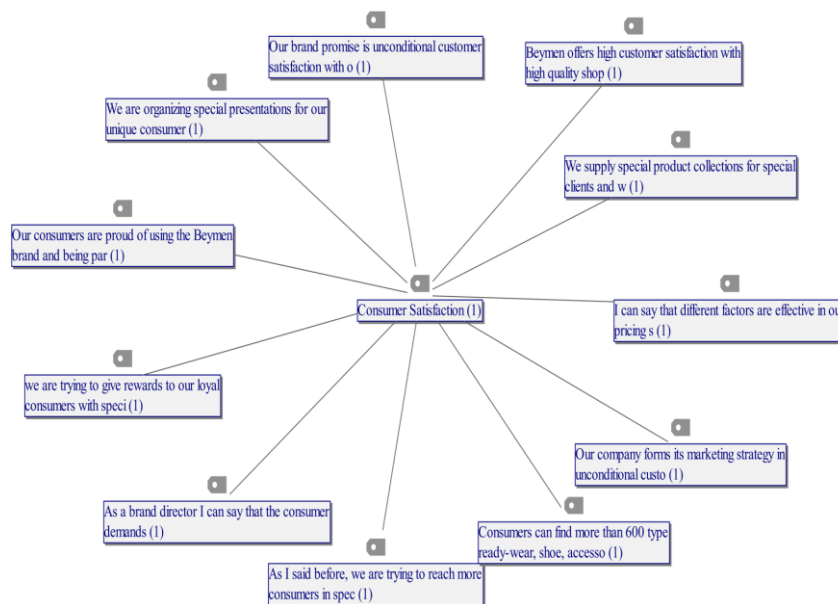 Our brand promise is unconditional customer
satisfaction with o (1)
Beymen offers high customer satisfaction with
high quality shop (1)
We are organizing special presentations for our
unique consumer (1)
We supply special product collections for special
clients and w (1)
Our consumers are proud of using the Beymen
brand and being par (1)
Consumer Satisfaction (1)
I can say that different factors are effective in ou
pricing s (1)
we are trying to give rewards to our loyal
consumers with speci (1)
Our company forms its marketing strategy in
unconditional custo (1)
As a brand director I can say that the consumer
demands (1)
Consumers can find more than 600 type
ready-wear, shoe, accesso (1)
As I said before, we are trying to reach more
consumers in spec (1)